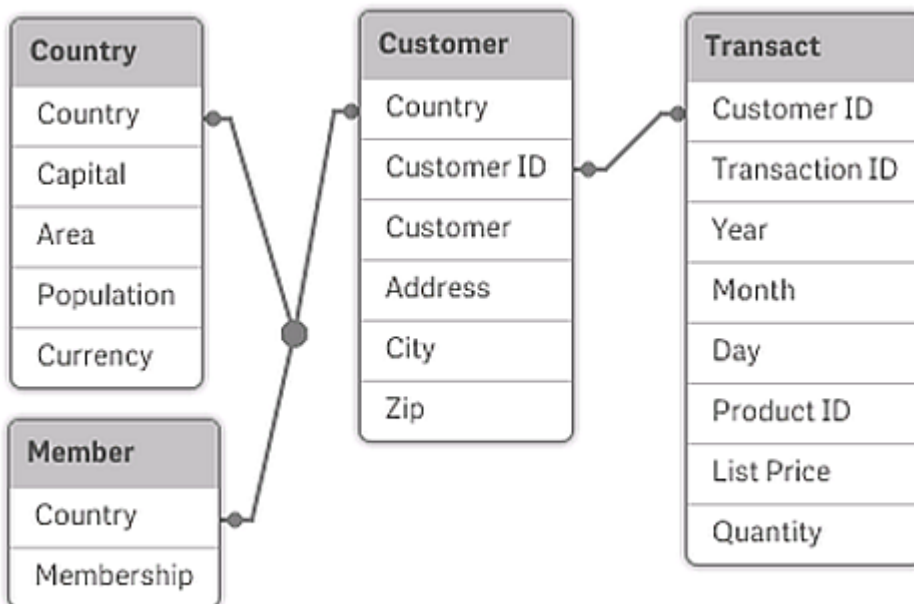 Country
Country
Capital
Area
Population
Currency
Member
Country
Membership
Customer
Country
Customer ID
Customer
Address
City
Zip
Transact
Customer ID
Transaction ID
Year
Month
Day
Product ID
List Price
Quantity